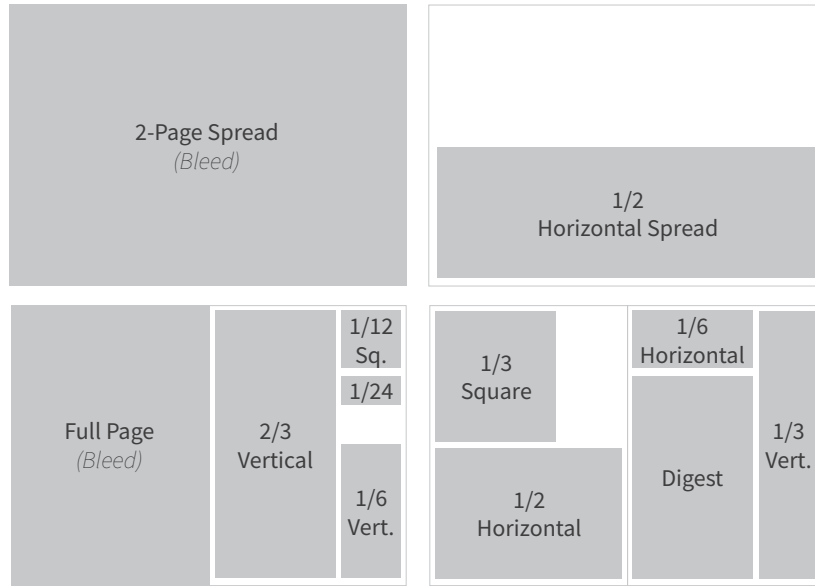 2-Page Spread
(Bleed)
1/2
Horizontal Spread
Full Page
(Bleed)
2/3
Vertical
1/12
Sq.
1/24
1/6
Vert.
1/3
Square
1/2
Horizontal
1/6
Horizontal
Digest
1/3
Vert.